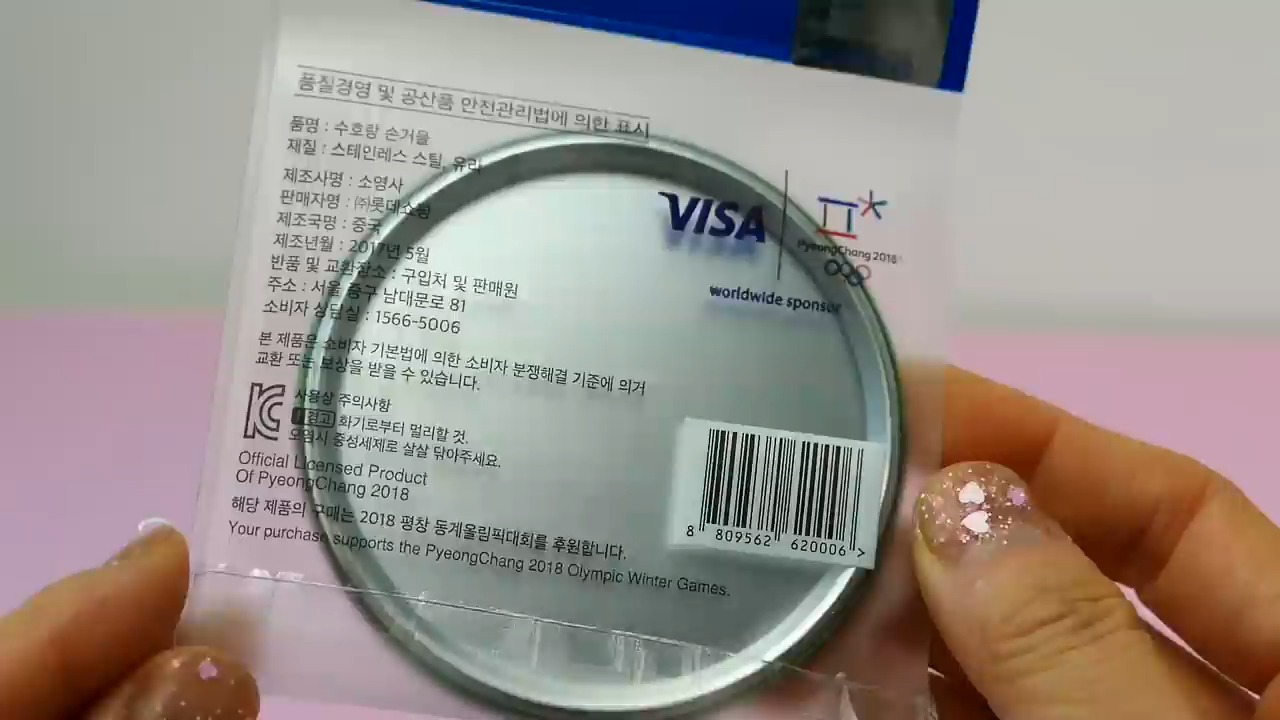 품질경영 및 공산품 안전관리법에 의한 표시
품명 : 수호랑 손거울
재질 : 스테인레스 스틸, 유리
제조사명 : 소영사
판매자명 : ㈜롯데쇼핑
제조국명 : 중국
제조년월 : 2017년 5월
반품 및 교환장소 : 구입처 및 판매원
주소 : 서울 중구 남대문로 81
소비자 상담실 : 1566-5006
본 제품은 소비자 기본법에 의한 소비자 분쟁해결 기준에 의거
교환 또는 보상을 받을 수 있습니다.
사용상 주의사항
경고 화기로부터 멀리할 것.
오염시 중성세제로 살살 닦아주세요.
Official Licensed Product
Of PyeongChang 2018
해당 제품의 구매는 2018 평창 동계올림픽대회를 후원합니다.
Your purchase supports the PyeongChang 2018 Olympic Winter Games.
VISA
PyeongChang 2018
worldwide sponsor
8 809562 620006 >